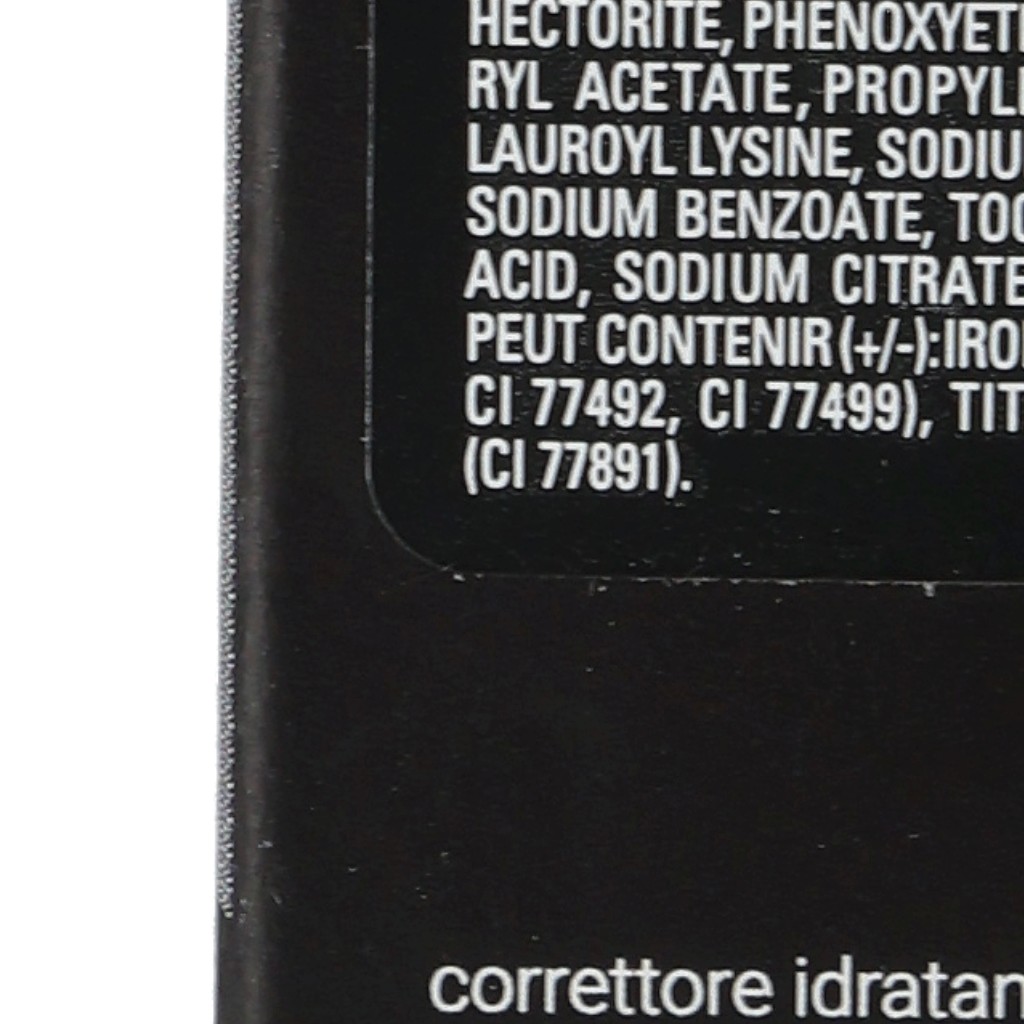 HECTORITE, PHENOXYET
RYL ACETATE, PROPYL
LAUROYL LYSINE, SODIU
SODIUM BENZOATE, TOC
ACID, SODIUM CITRATE
PEUT CONTENIR (+/-): IRO
CI 77492, CI 77499), TIT
(CI 77891).
correttore idratan